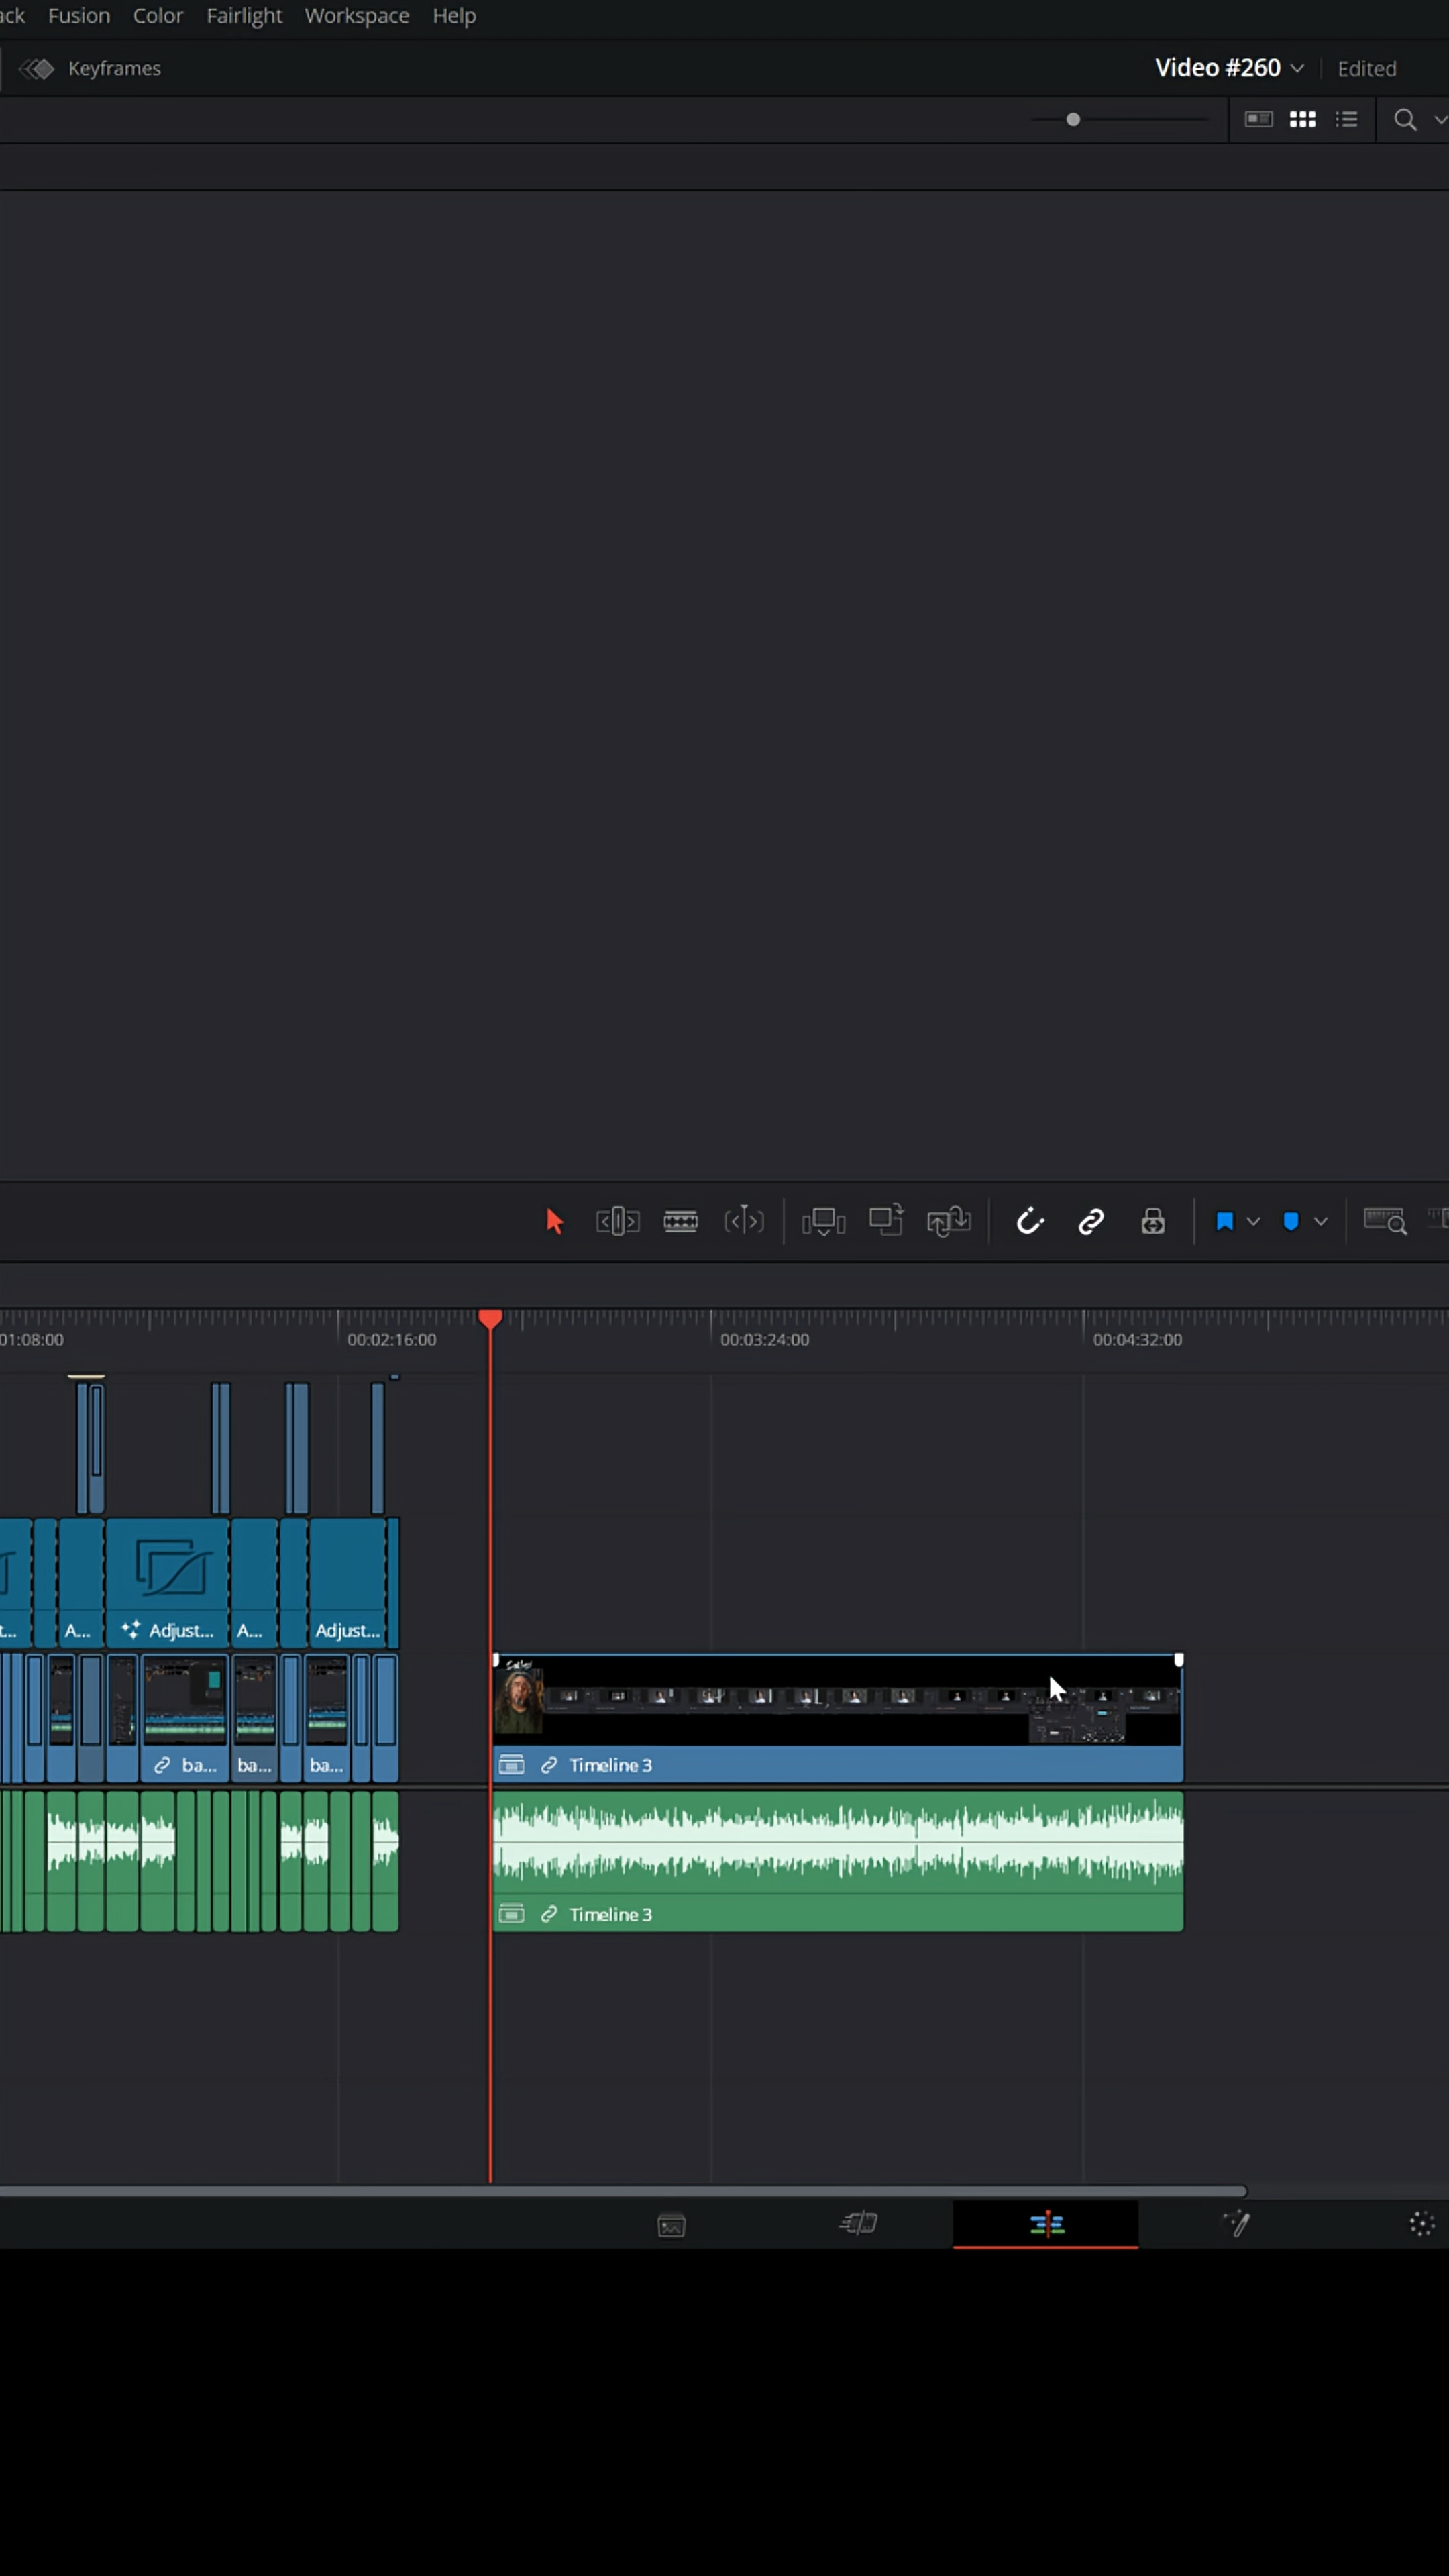 ack Fusion Color Fairlight Workspace Help
Keyframes Video #260 Edited
01:08:00 00:02:16:00 00:03:24:00 00:04:32:00
t... A... Adjust... A... Adjust...
ba... ba... ba... Timeline 3
Timeline 3